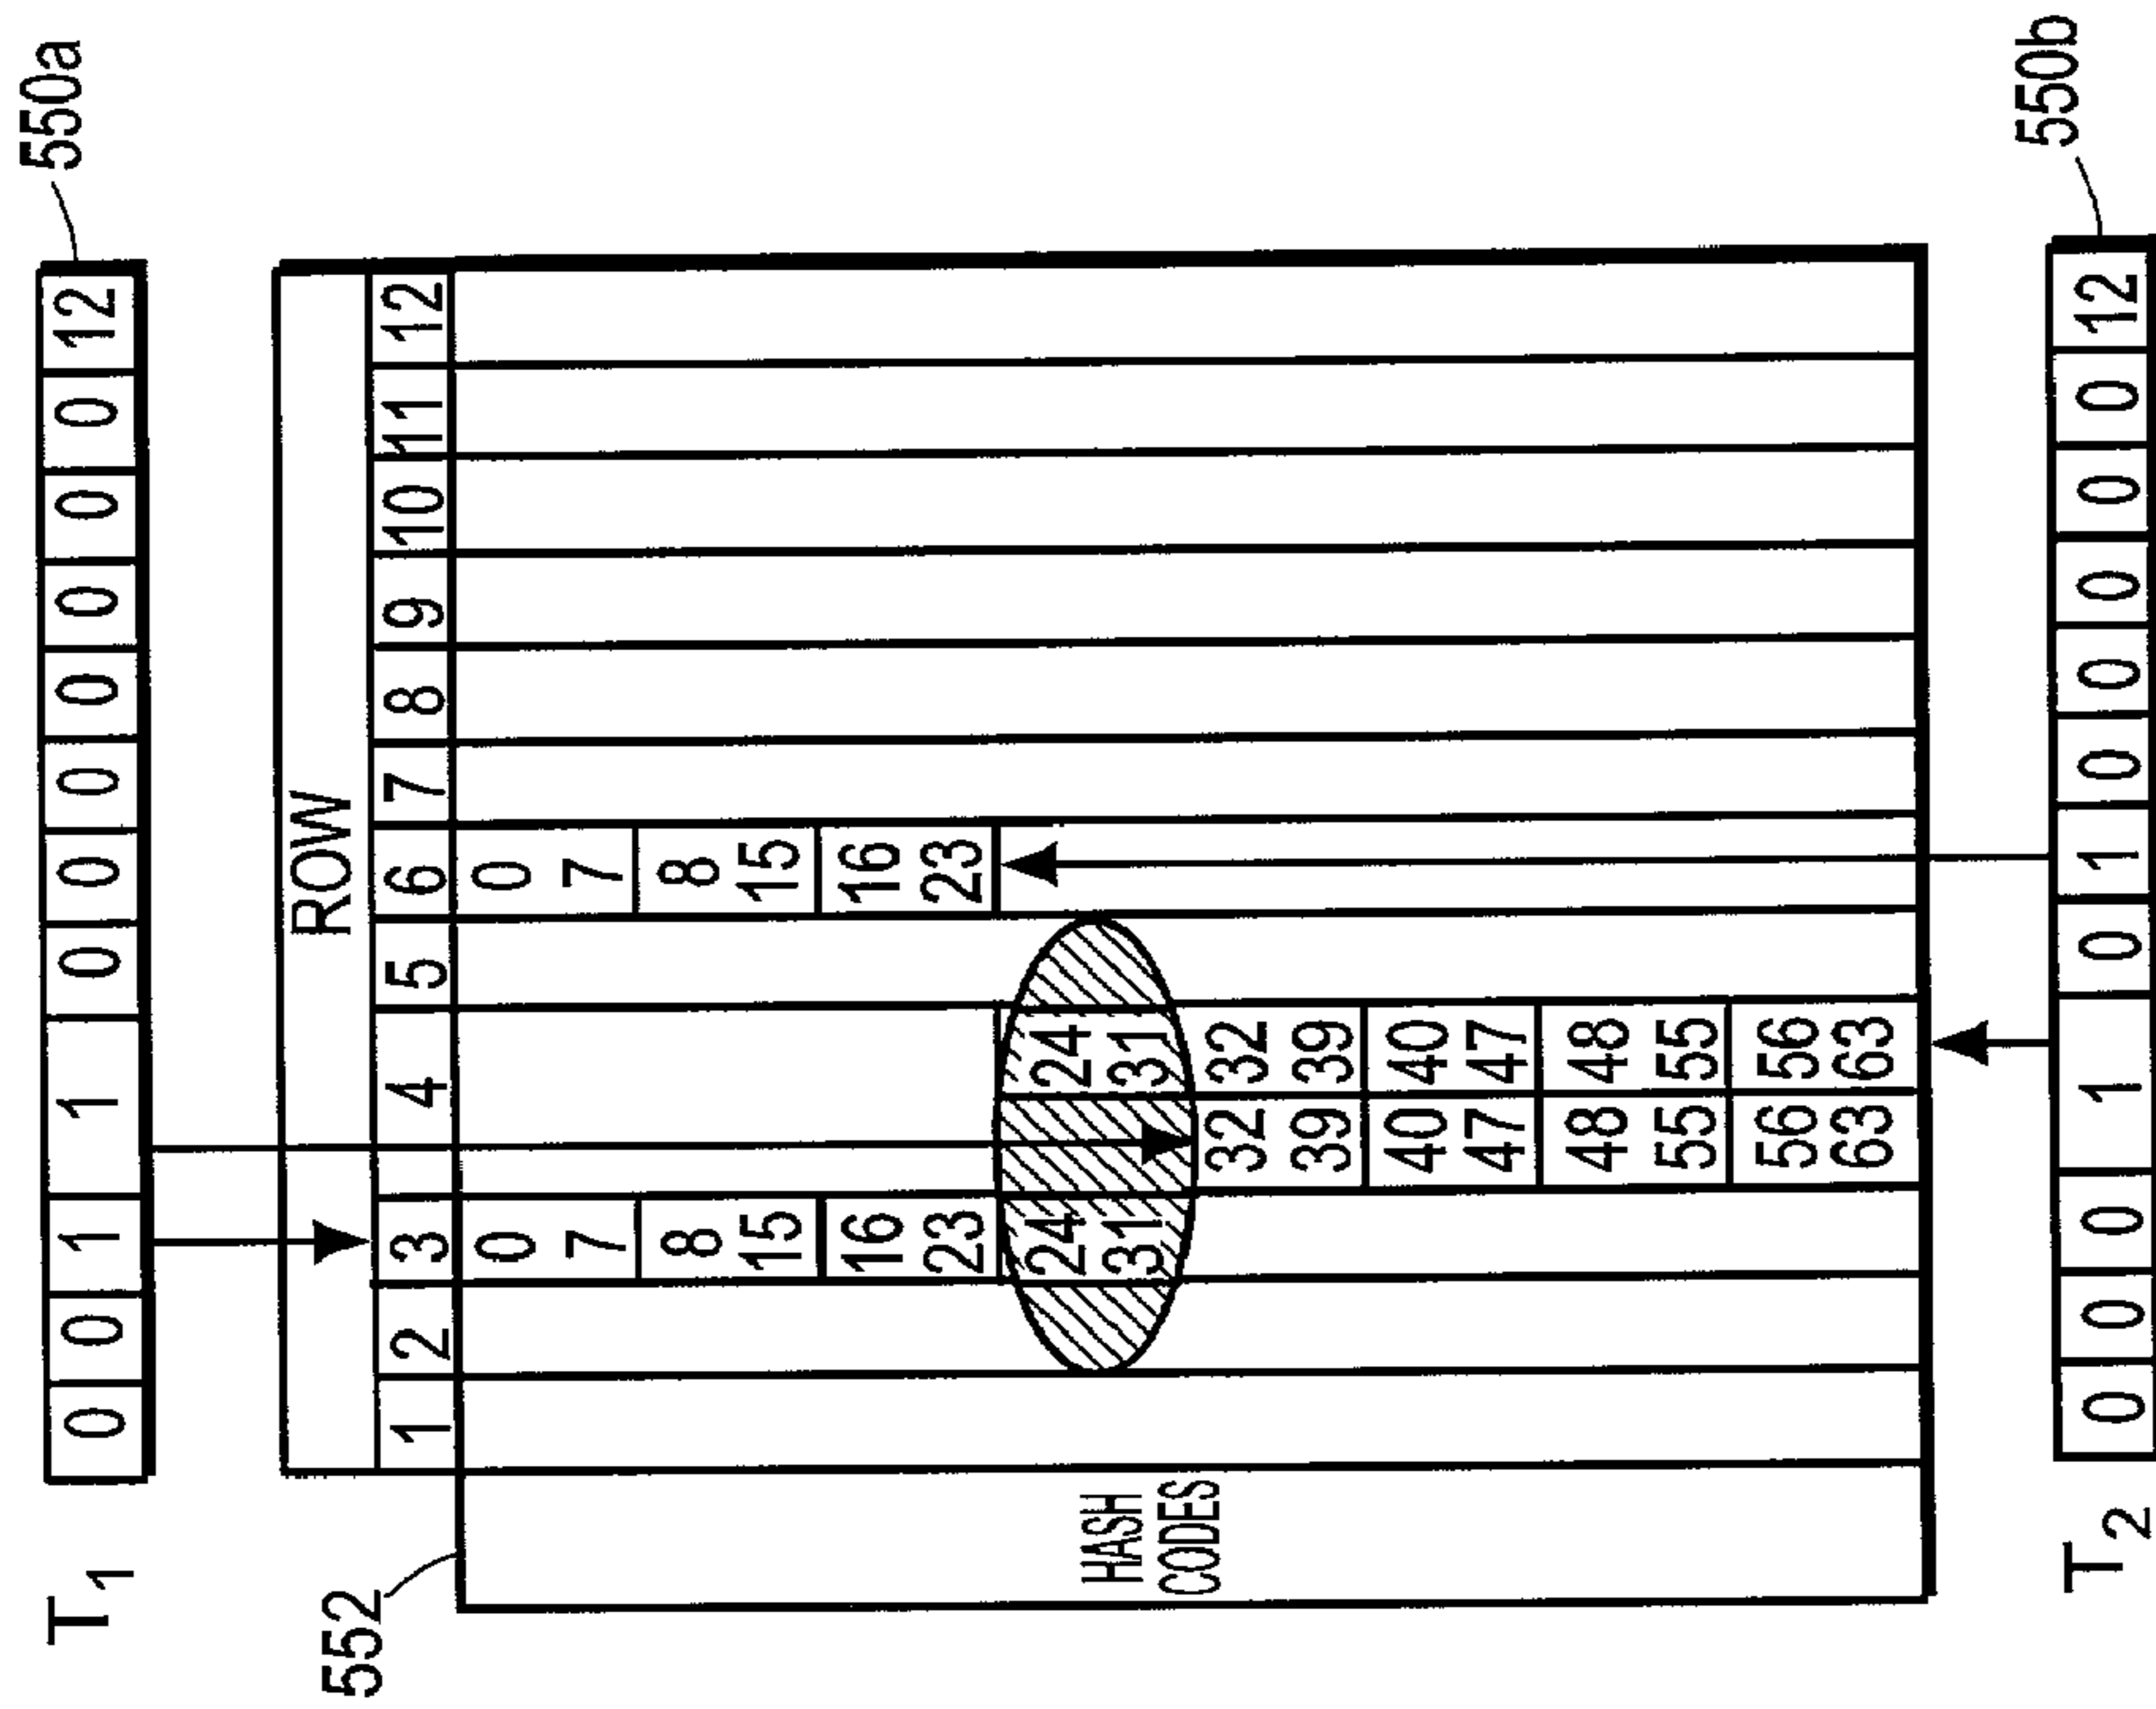 550a
T1 0 0 1 1 0 0 0 0 0 0 0 12
ROW
552
1 2 3 4 5 6 7 8 9 10 11 12
0 0
7 7
8 8
15 15
16 16
23 23
24 24
HASH
31 31
CODES
32 32
39 39
40 40
47 47
48 48
55 55
56 56
63 63
550b
T2 0 0 0 1 0 1 0 0 0 0 0 12